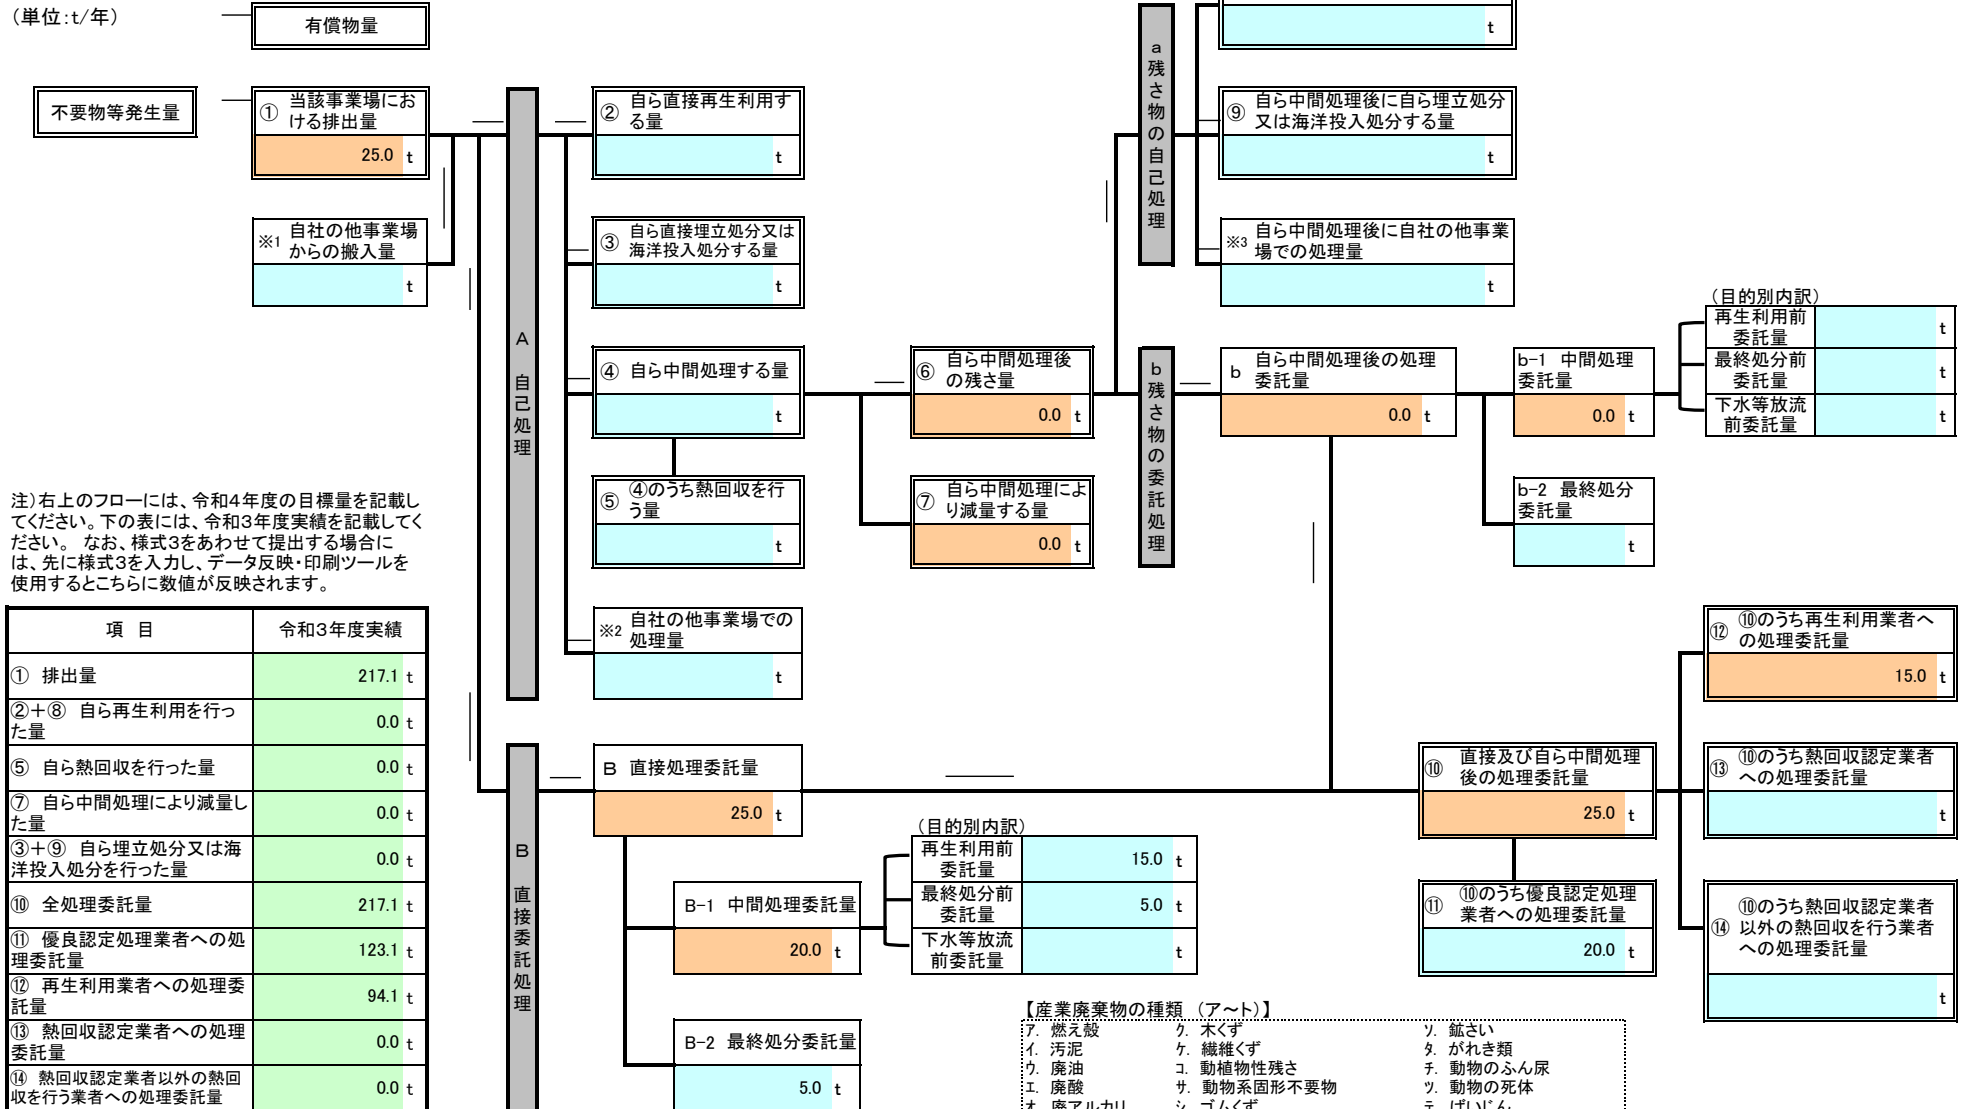 （単位：t/年）
有償物量
t
不要物等発生量
① 当該事業場にお
ける排出量
25.0 t
※1 自社の他事業場
からの搬入量
t
A 自己処理
② 自ら直接再生利用す
る量
t
③ 自ら直接埋立処分又は
海洋投入処分する量
t
④ 自ら中間処理する量
t
⑤ ④のうち熱回収を行
う量
t
※2 自社の他事業場での
処理量
t
⑥ 自ら中間処理後
の残さ量
0.0 t
⑦ 自ら中間処理によ
り減量する量
0.0 t
a 残さ物の自己処理
⑨ 自ら中間処理後に自ら埋立処分
又は海洋投入処分する量
t
※3 自ら中間処理後に自社の他事業
場での処理量
t
b 残さ物の委託処理
b 自ら中間処理後の処理
委託量
0.0 t
b-1 中間処理
委託量
0.0 t
b-2 最終処分
委託量
t
（目的別内訳）
再生利用前
委託量
t
最終処分前
委託量
t
下水等放流
前委託量
t
注）右上のフローには、令和４年度の目標量を記載し
てください。下の表には、令和３年度実績を記載してく
ださい。 なお、様式３をあわせて提出する場合に
は、先に様式３を入力し、データ反映・印刷ツールを
使用するとこちらに数値が反映されます。
項 目 令和３年度実績
① 排出量 217.1 t
②＋⑧ 自ら再生利用を行っ
た量 0.0 t
⑤ 自ら熱回収を行った量 0.0 t
⑦ 自ら中間処理により減量し
た量 0.0 t
③＋⑨ 自ら埋立処分又は海
洋投入処分を行った量 0.0 t
⑩ 全処理委託量 217.1 t
⑪ 優良認定処理業者への処
理委託量 123.1 t
⑫ 再生利用業者への処理委
託量 94.1 t
⑬ 熱回収認定業者への処理
委託量 0.0 t
⑭ 熱回収認定業者以外の熱回
収を行う業者への処理委託量 0.0 t
B 直接委託処理
B 直接処理委託量
25.0 t
B-1 中間処理委託量
20.0 t
B-2 最終処分委託量
5.0 t
（目的別内訳）
再生利用前
委託量
15.0 t
最終処分前
委託量
5.0 t
下水等放流
前委託量
t
⑩ 直接及び自ら中間処理
後の処理委託量
25.0 t
⑪ ⑩のうち優良認定処理
業者への処理委託量
20.0 t
⑫ ⑩のうち再生利用業者へ
の処理委託量
15.0 t
⑬ ⑩のうち熱回収認定業者
への処理委託量
t
⑭ ⑩のうち熱回収認定業者
以外の熱回収を行う業者
への処理委託量
t
【産業廃棄物の種類 （ア～ト）】
ｱ. 燃え殻 ｸ. 木くず ｿ. 鉱さい
ｲ. 汚泥 ｹ. 繊維くず ﾀ. がれき類
ｳ. 廃油 ｺ. 動植物性残さ ﾁ. 動物のふん尿
ｴ. 廃酸 ｻ. 動物系固形不要物 ﾂ. 動物の死体
ｵ. 廃アルカリ ｼ. ゴムくず ﾃ. ばいじん